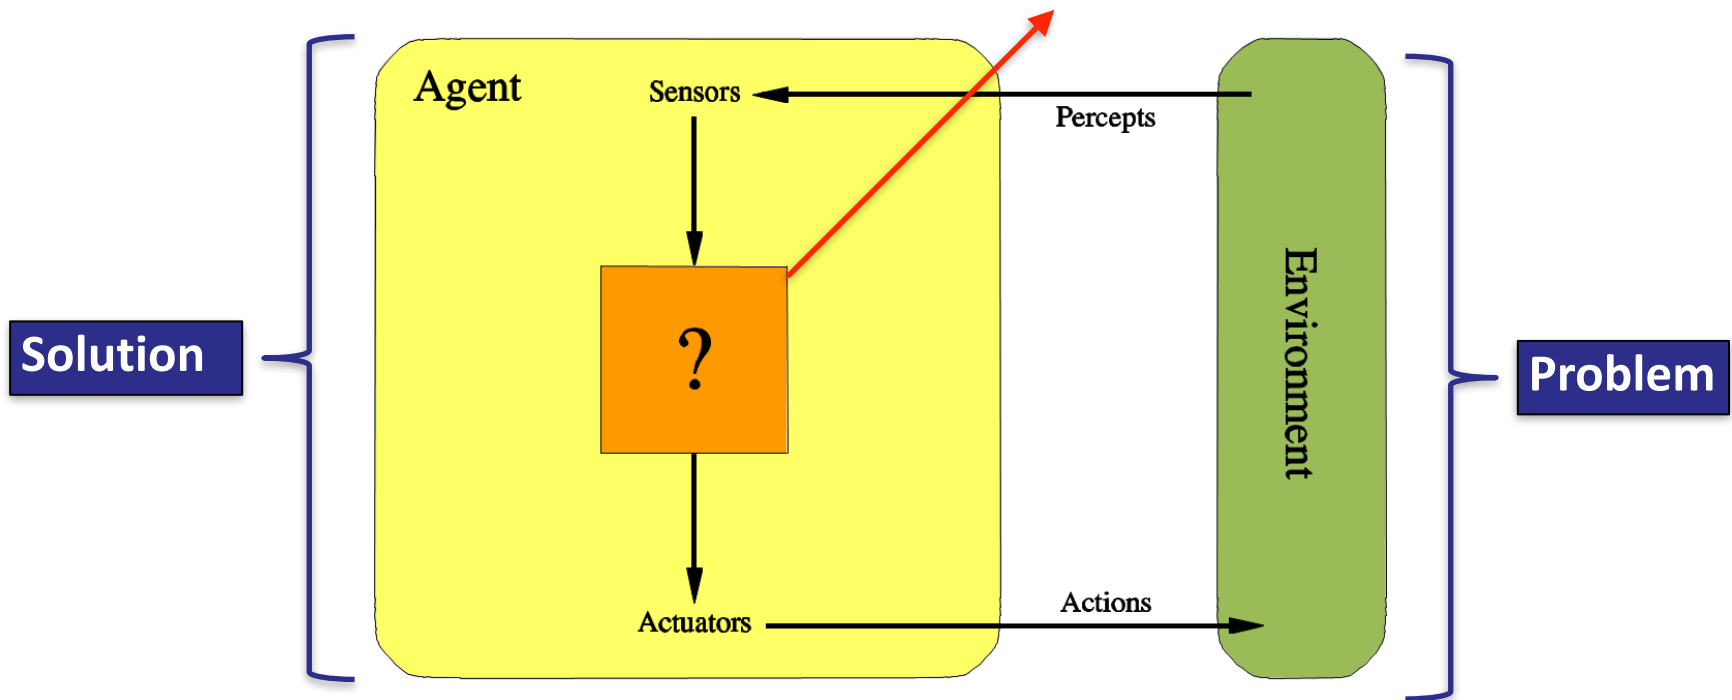 Agent
Sensors
Percepts
?
Environment
Solution
Problem
Actuators
Actions